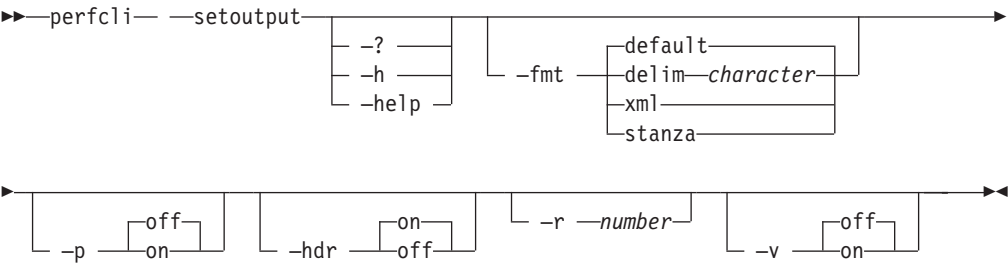 perfcli setoutput
–?
–h
–help
–fmt
default
delim character
xml
stanza
–p
off
on
–hdr
on
off
–r number
–v
off
on